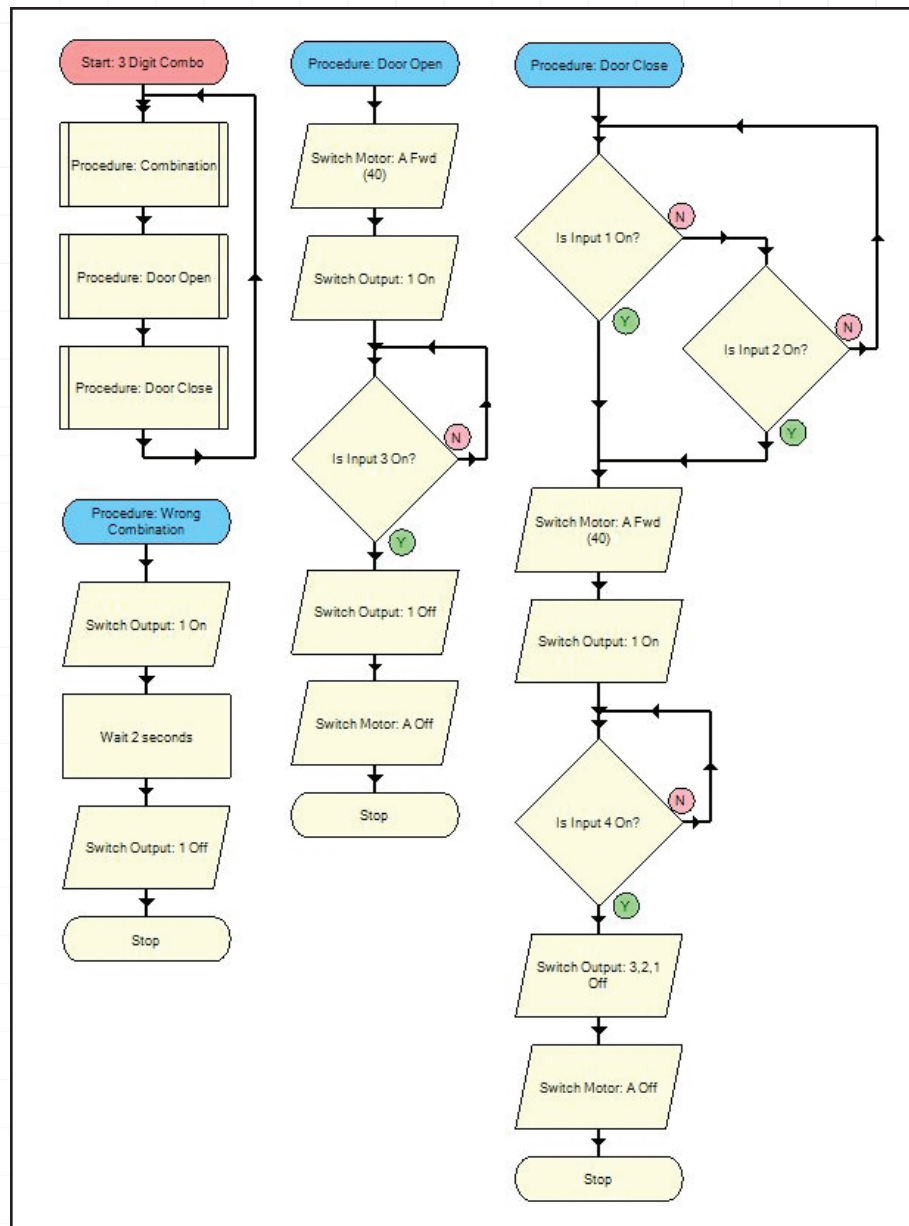 Start: 3 Digit Combo
Procedure: Combination
Procedure: Door Open
Procedure: Door Close
Procedure: Wrong
Combination
Switch Output: 1 On
Wait 2 seconds
Switch Output: 1 Off
Stop
Procedure: Door Open
Switch Motor: A Fwd
(40)
Switch Output: 1 On
Is Input 3 On?
N
Y
Switch Output: 1 Off
Switch Motor: A Off
Stop
Procedure: Door Close
Is Input 1 On?
N
Y
Is Input 2 On?
N
Y
Switch Motor: A Fwd
(40)
Switch Output: 1 On
Is Input 4 On?
N
Y
Switch Output: 3,2,1
Off
Switch Motor: A Off
Stop